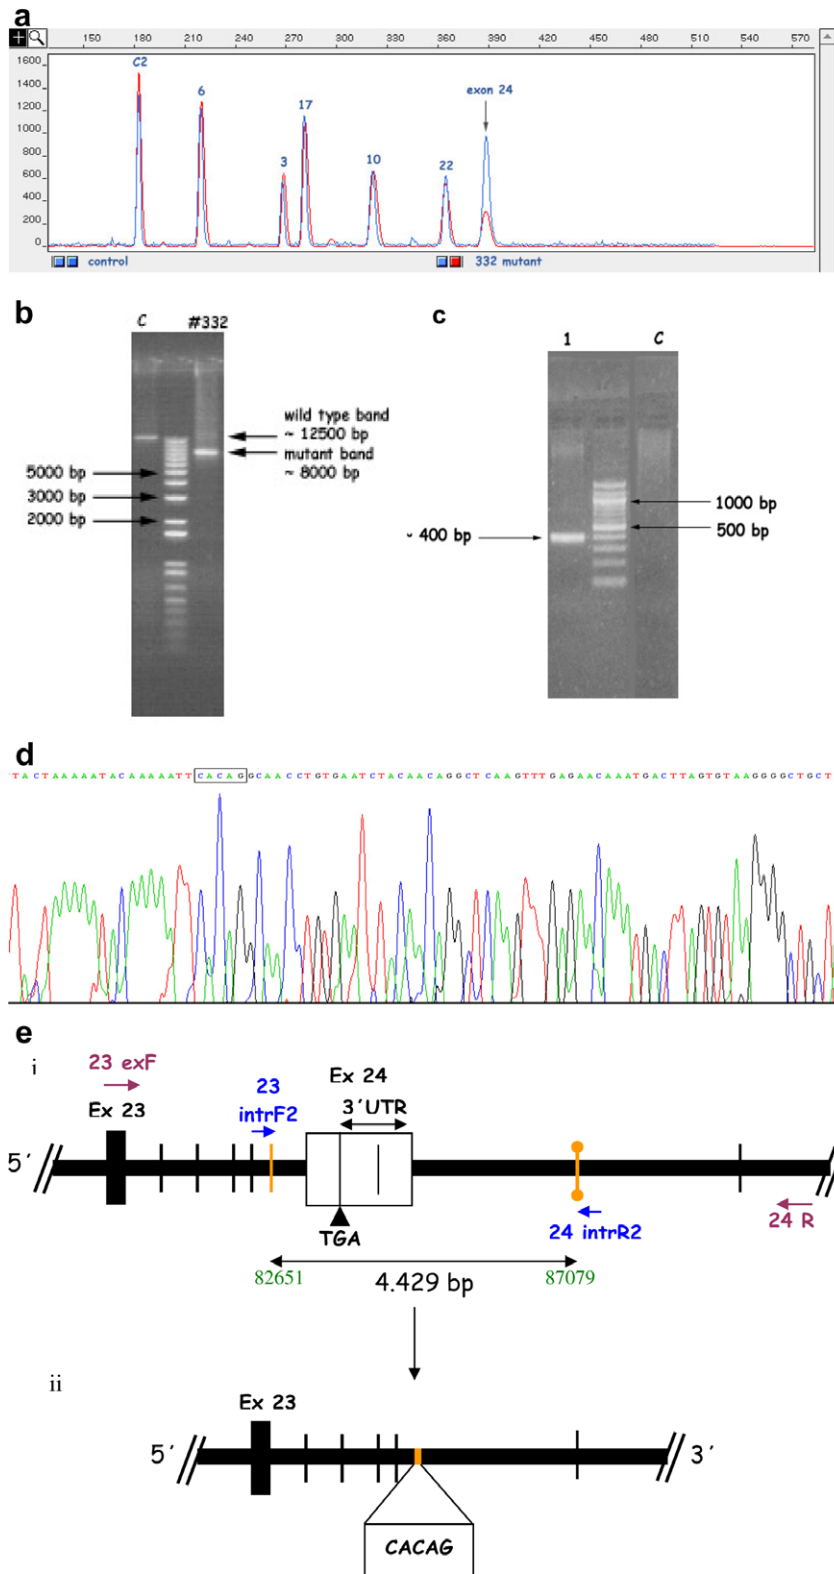 a
150 180 210 240 270 300 330 360 390 420 450 480 510 540 570
1600
1400
1200
1000
800
600
400
200
0
C2
6
3
17
10
22
exon 24
control
332 mutant
b
C #332
wild type band
~ 12500 bp
mutant band
~ 8000 bp
5000 bp
3000 bp
2000 bp
c
1 C
1000 bp
500 bp
~ 400 bp
d
TACTAAAAATACAAAAATTCACAGGCAACCTGTGAATCTACAACAGGCTCAAGTTTGAGAACAAATGACTTAGTGTAAGGGGCTGCT
e
i
23 exF
Ex 23
23
intrF2
Ex 24
3´UTR
5´
TGA
24 intrR2
24 R
82651
4.429 bp
87079
ii
Ex 23
5´
3´
CACAG